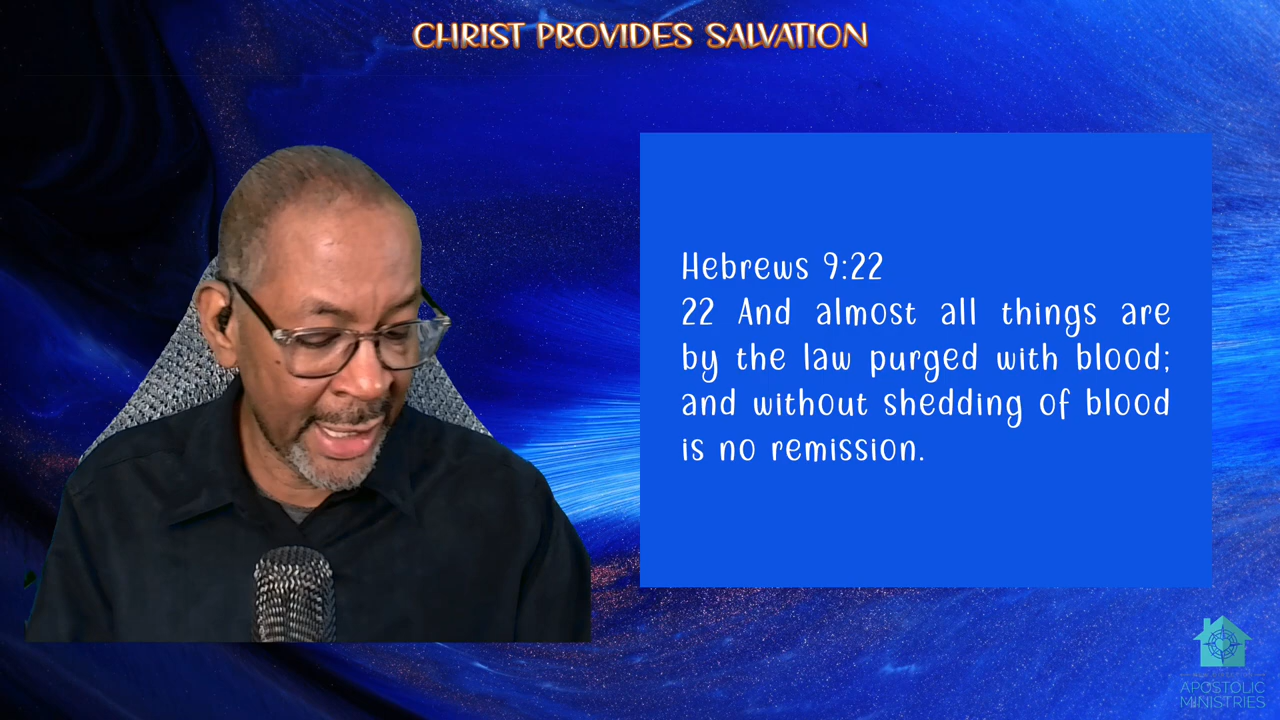 CHRIST PROVIDES SALVATION
Hebrews 9:22
22 And almost all things are
by the law purged with blood;
and without shedding of blood
is no remission.
APOSTOLIC
MINISTRIES